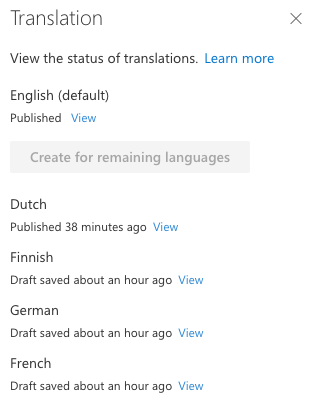 Translation
View the status of translations. Learn more
English (default)
Published View
Create for remaining languages
Dutch
Published 38 minutes ago View
Finnish
Draft saved about an hour ago View
German
Draft saved about an hour ago View
French
Draft saved about an hour ago View